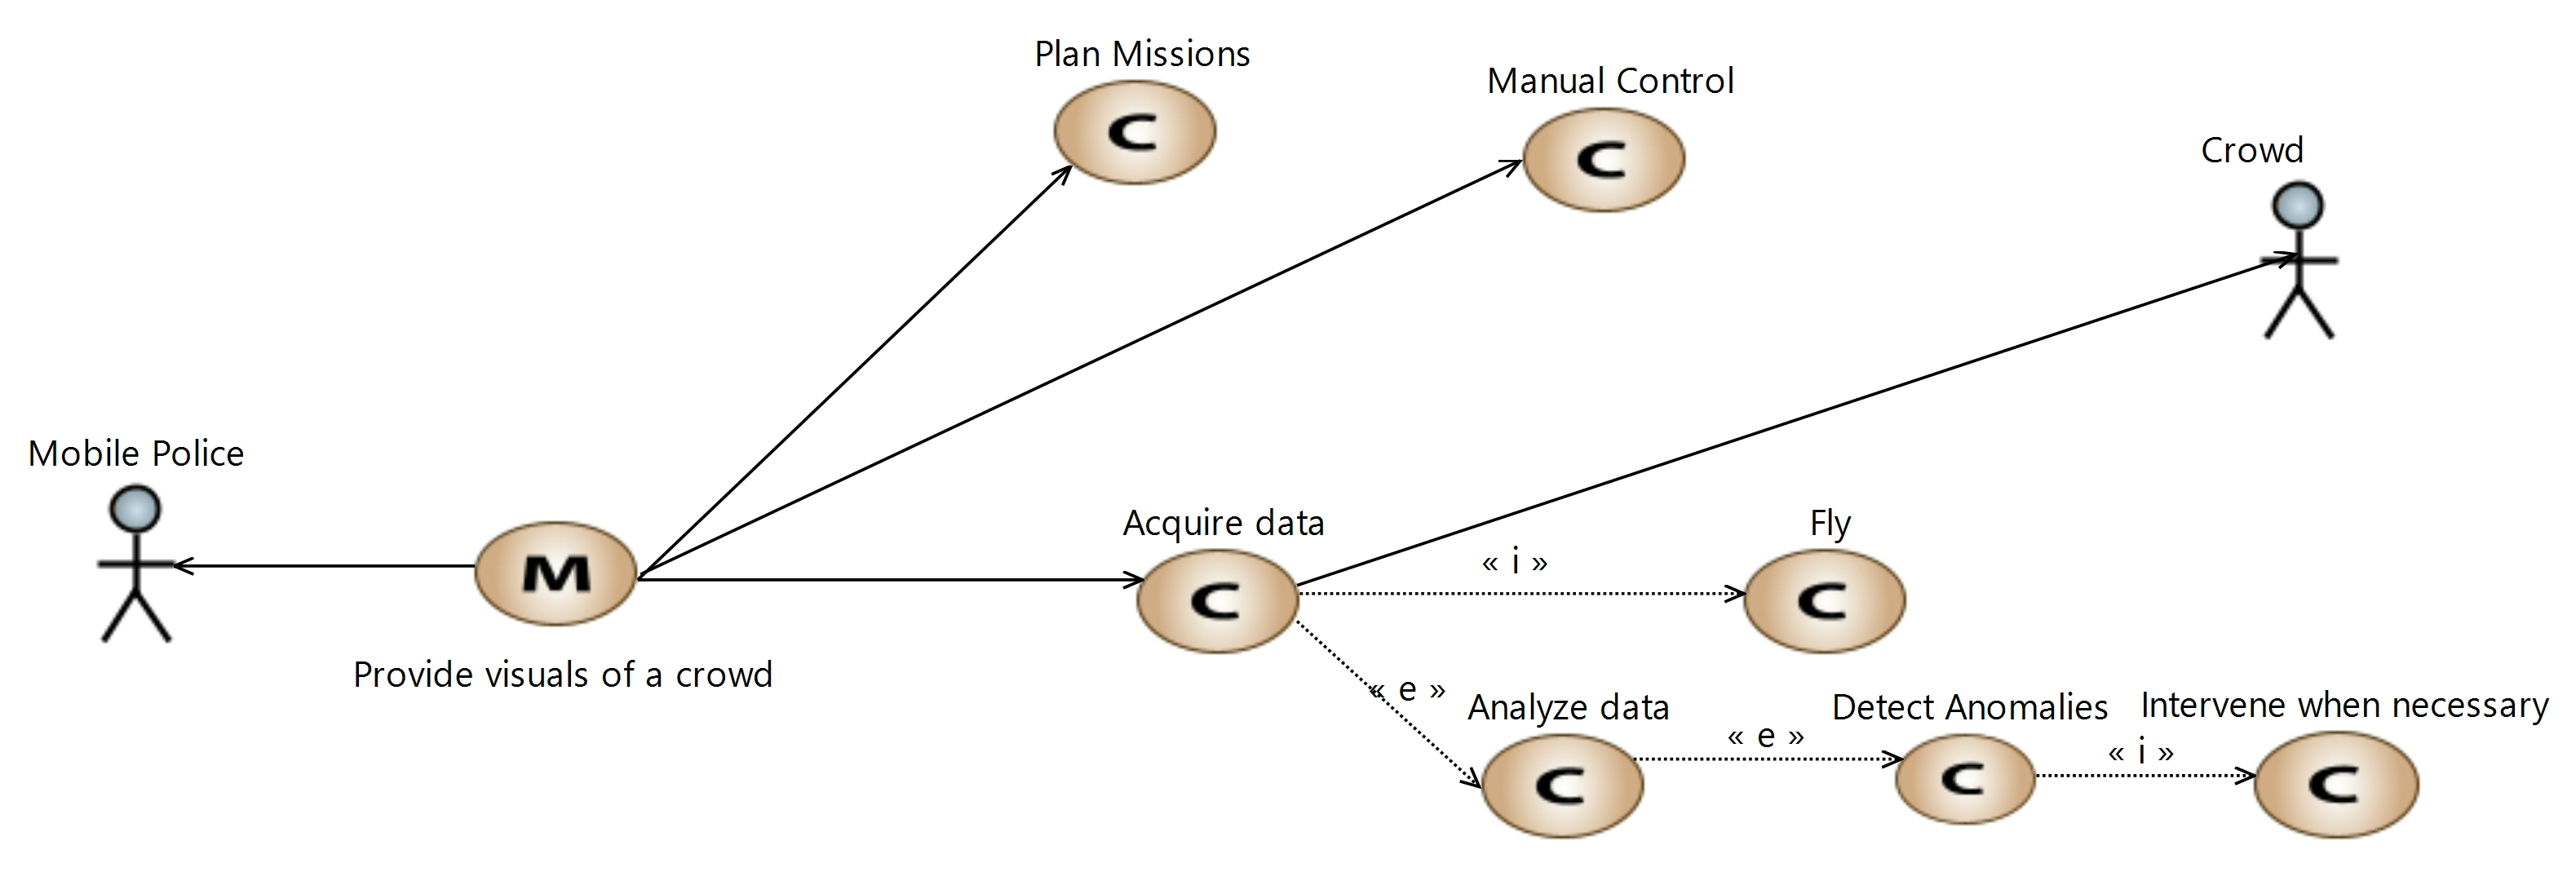 Plan Missions
C
Manual Control
C
Crowd
Mobile Police
M
Provide visuals of a crowd
Acquire data
C
« i »
Fly
C
« e »
Analyze data
C
« e »
Detect Anomalies
C
« i »
Intervene when necessary
C